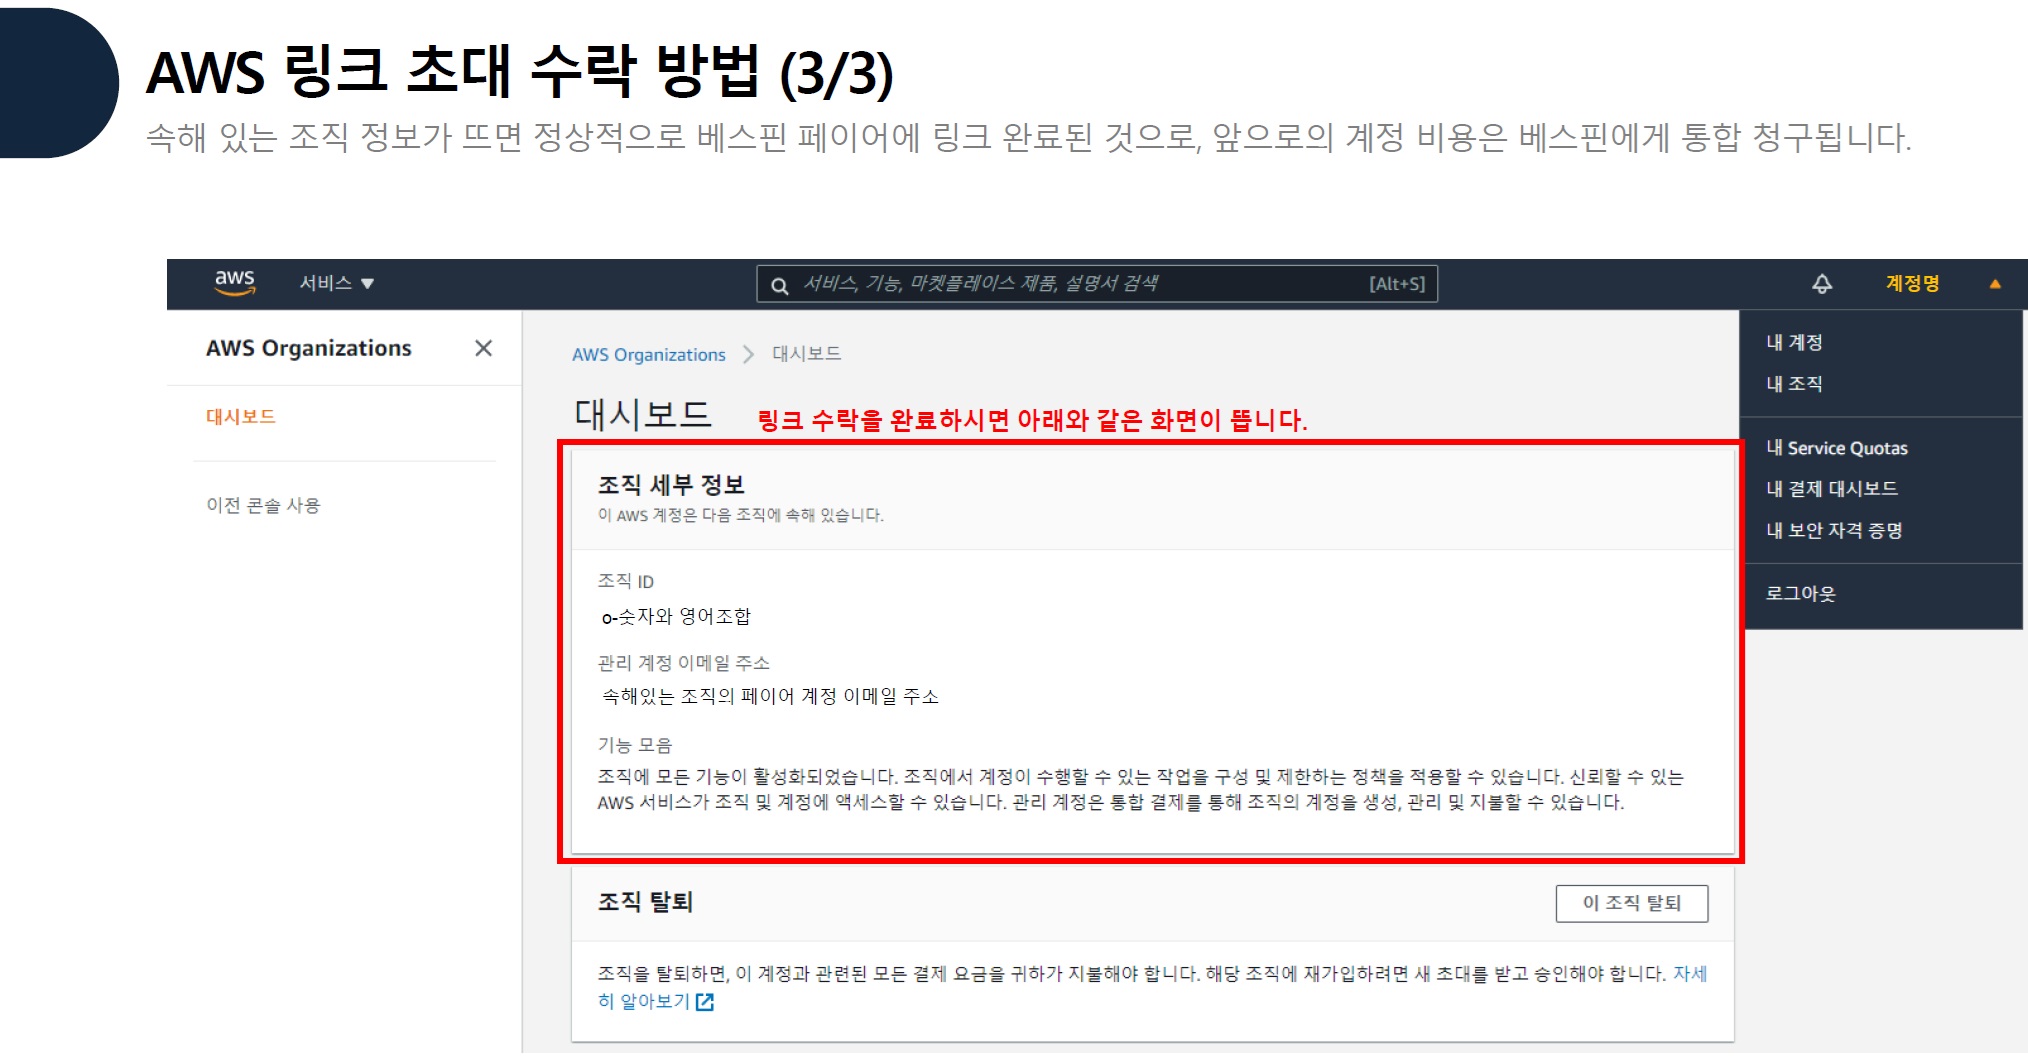 AWS 링크 초대 수락 방법 (3/3)
속해 있는 조직 정보가 뜨면 정상적으로 베스핀 페이어에 링크 완료된 것으로, 앞으로의 계정 비용은 베스핀에게 통합 청구됩니다.
aws 서비스 ▼ 서비스, 기능, 마켓플레이스 제품, 설명서 검색 [Alt+S] 계정명 ▲
AWS Organizations
대시보드
이전 콘솔 사용
AWS Organizations > 대시보드
대시보드 링크 수락을 완료하시면 아래와 같은 화면이 뜹니다.
조직 세부 정보
이 AWS 계정은 다음 조직에 속해 있습니다.
조직 ID
o-숫자와 영어조합
관리 계정 이메일 주소
속해있는 조직의 페이어 계정 이메일 주소
기능 모음
조직에 모든 기능이 활성화되었습니다. 조직에서 계정이 수행할 수 있는 작업을 구성 및 제한하는 정책을 적용할 수 있습니다. 신뢰할 수 있는
AWS 서비스가 조직 및 계정에 액세스할 수 있습니다. 관리 계정은 통합 결제를 통해 조직의 계정을 생성, 관리 및 지불할 수 있습니다.
조직 탈퇴
이 조직 탈퇴
조직을 탈퇴하면, 이 계정과 관련된 모든 결제 요금을 귀하가 지불해야 합니다. 해당 조직에 재가입하려면 새 초대를 받고 승인해야 합니다. 자세
히 알아보기
내 계정
내 조직
내 Service Quotas
내 결제 대시보드
내 보안 자격 증명
로그아웃